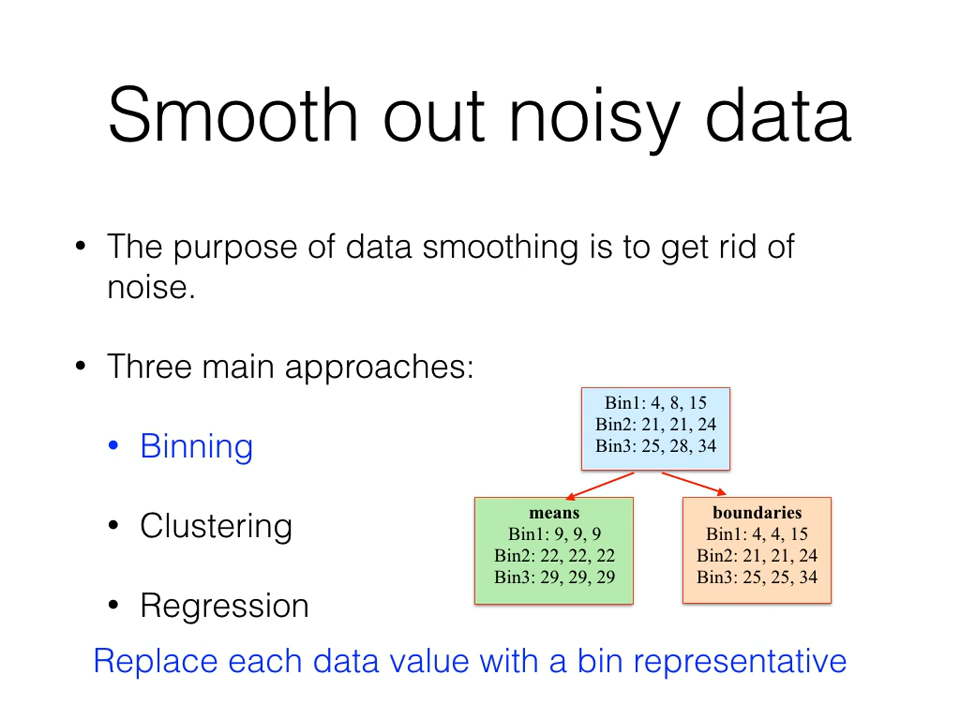 Smooth out noisy data
• The purpose of data smoothing is to get rid of
noise.
• Three main approaches:
• Binning
• Clustering
• Regression
Bin1: 4, 8, 15
Bin2: 21, 21, 24
Bin3: 25, 28, 34
means
Bin1: 9, 9, 9
Bin2: 22, 22, 22
Bin3: 29, 29, 29
boundaries
Bin1: 4, 4, 15
Bin2: 21, 21, 24
Bin3: 25, 25, 34
Replace each data value with a bin representative